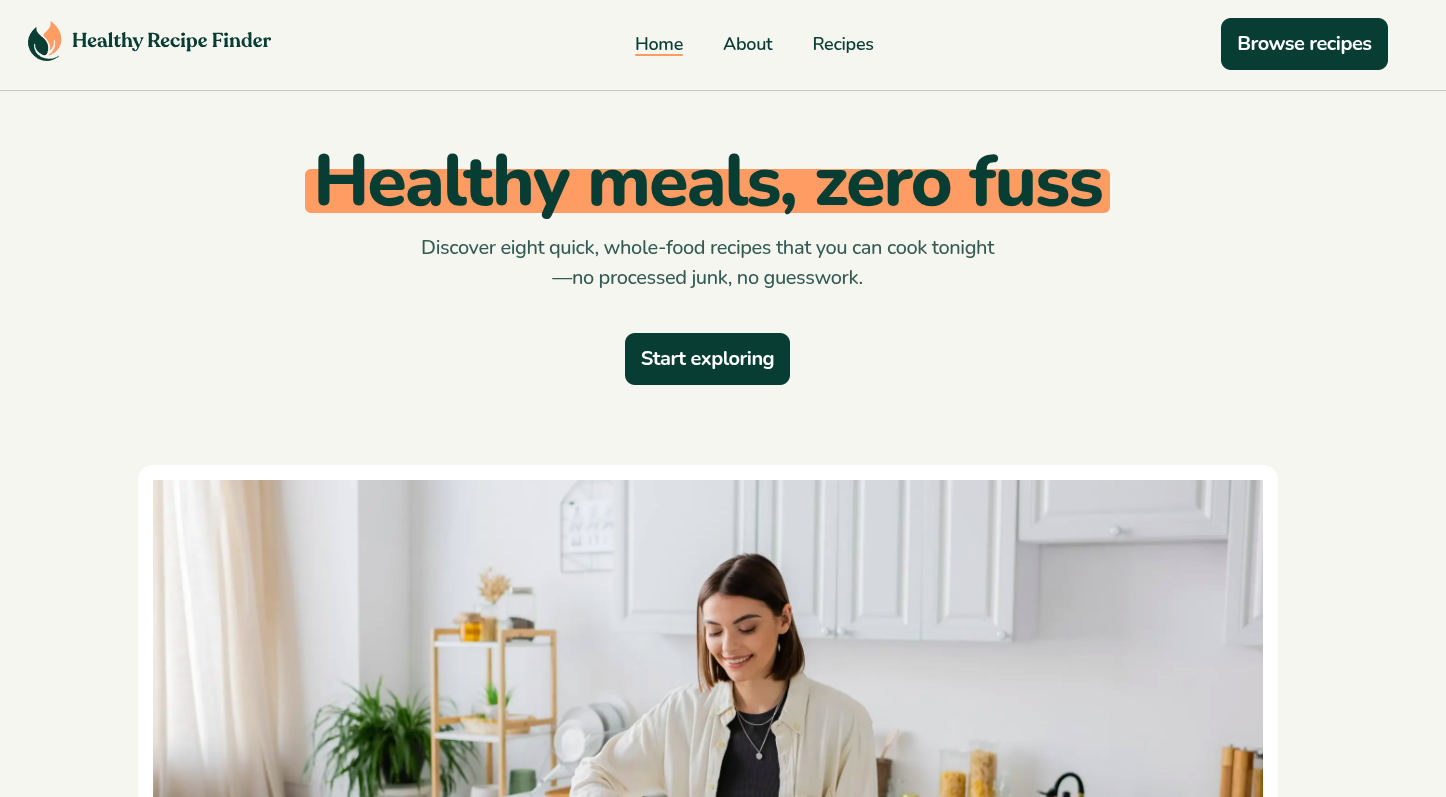 Healthy Recipe Finder
Home
About
Recipes
Browse recipes
Healthy meals, zero fuss
Discover eight quick, whole-food recipes that you can cook tonight
—no processed junk, no guesswork.
Start exploring